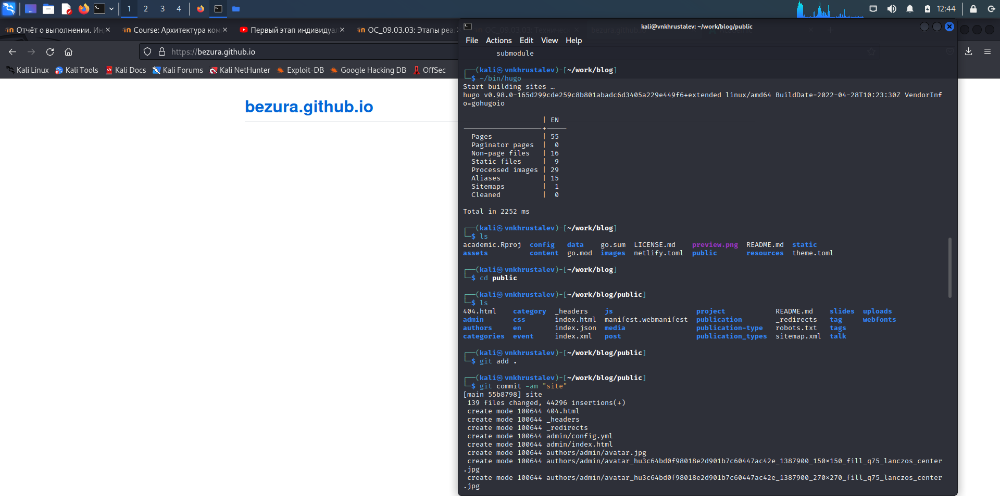 1 2 3 4 12:44
Отчёт о выполнении. Ин
Course: Архитектура ком
Первый этап индивидуал
ОС_09.03.03: Этапы реа
https://bezura.github.io
Kali Linux Kali Tools Kali Docs Kali Forums Kali NetHunter Exploit-DB Google Hacking DB OffSec
bezura.github.io
kali@vnkhrustalev: ~/work/blog/public
File Actions Edit View Help
submodule
┌──(kali㉿vnkhrustalev)-[~/work/blog]
└─$ ~/bin/hugo
Start building sites …
hugo v0.98.0-165d299cde259c8b801abadc6d3405a229e449f6+extended linux/amd64 BuildDate=2022-04-28T10:23:30Z VendorInf
o=gohugoio
| EN
-------------------+-----
Pages | 55
Paginator pages | 0
Non-page files | 16
Static files | 9
Processed images | 29
Aliases | 15
Sitemaps | 1
Cleaned | 0
Total in 2252 ms
┌──(kali㉿vnkhrustalev)-[~/work/blog]
└─$ ls
academic.Rproj config data go.sum LICENSE.md preview.png README.md static
assets content go.mod images netlify.toml public resources theme.toml
┌──(kali㉿vnkhrustalev)-[~/work/blog]
└─$ cd public
┌──(kali㉿vnkhrustalev)-[~/work/blog/public]
└─$ ls
404.html category _headers js project README.md slides uploads
admin css index.html manifest.webmanifest publication _redirects tag webfonts
authors en index.json media publication-type robots.txt tags
categories event index.xml post publication_types sitemap.xml talk
┌──(kali㉿vnkhrustalev)-[~/work/blog/public]
└─$ git add .
┌──(kali㉿vnkhrustalev)-[~/work/blog/public]
└─$ git commit -am "site"
[main 55b8798] site
139 files changed, 44296 insertions(+)
create mode 100644 404.html
create mode 100644 _headers
create mode 100644 _redirects
create mode 100644 admin/config.yml
create mode 100644 admin/index.html
create mode 100644 authors/admin/avatar.jpg
create mode 100644 authors/admin/avatar_hu3c64bd0f98018e2d901b7c60447ac42e_1387900_150×150_fill_q75_lanczos_center
.jpg
create mode 100644 authors/admin/avatar_hu3c64bd0f98018e2d901b7c60447ac42e_1387900_270×270_fill_q75_lanczos_center
.jpg